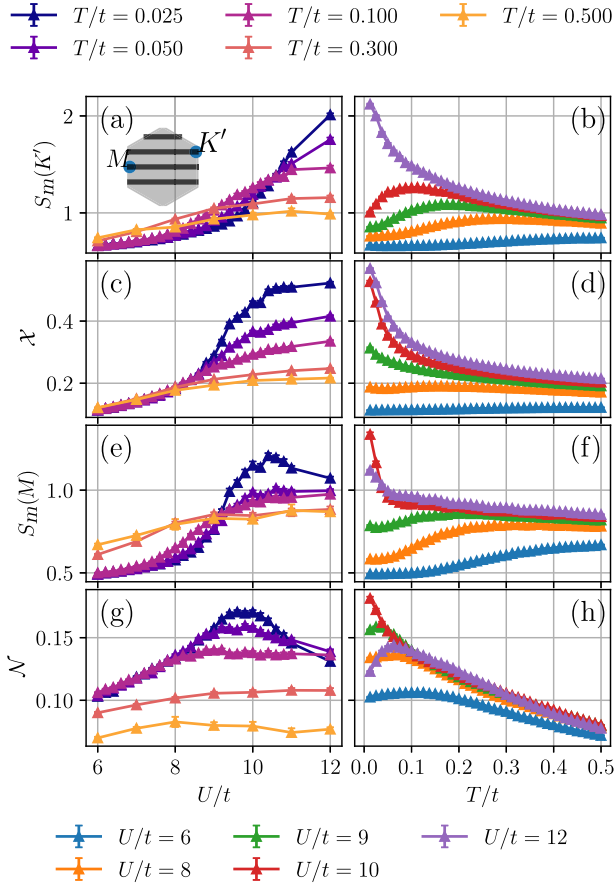 T/t = 0.025 T/t = 0.100 T/t = 0.500
T/t = 0.050 T/t = 0.300
(a) (b)
M K′
S_m(K′)
2
1
(c) (d)
χ
0.4
0.2
(e) (f)
S_m(M)
1.0
0.5
(g) (h)
𝒩
0.15
0.10
6 8 10 12 0.0 0.1 0.2 0.3 0.4 0.5
U/t T/t
U/t = 6 U/t = 9 U/t = 12
U/t = 8 U/t = 10